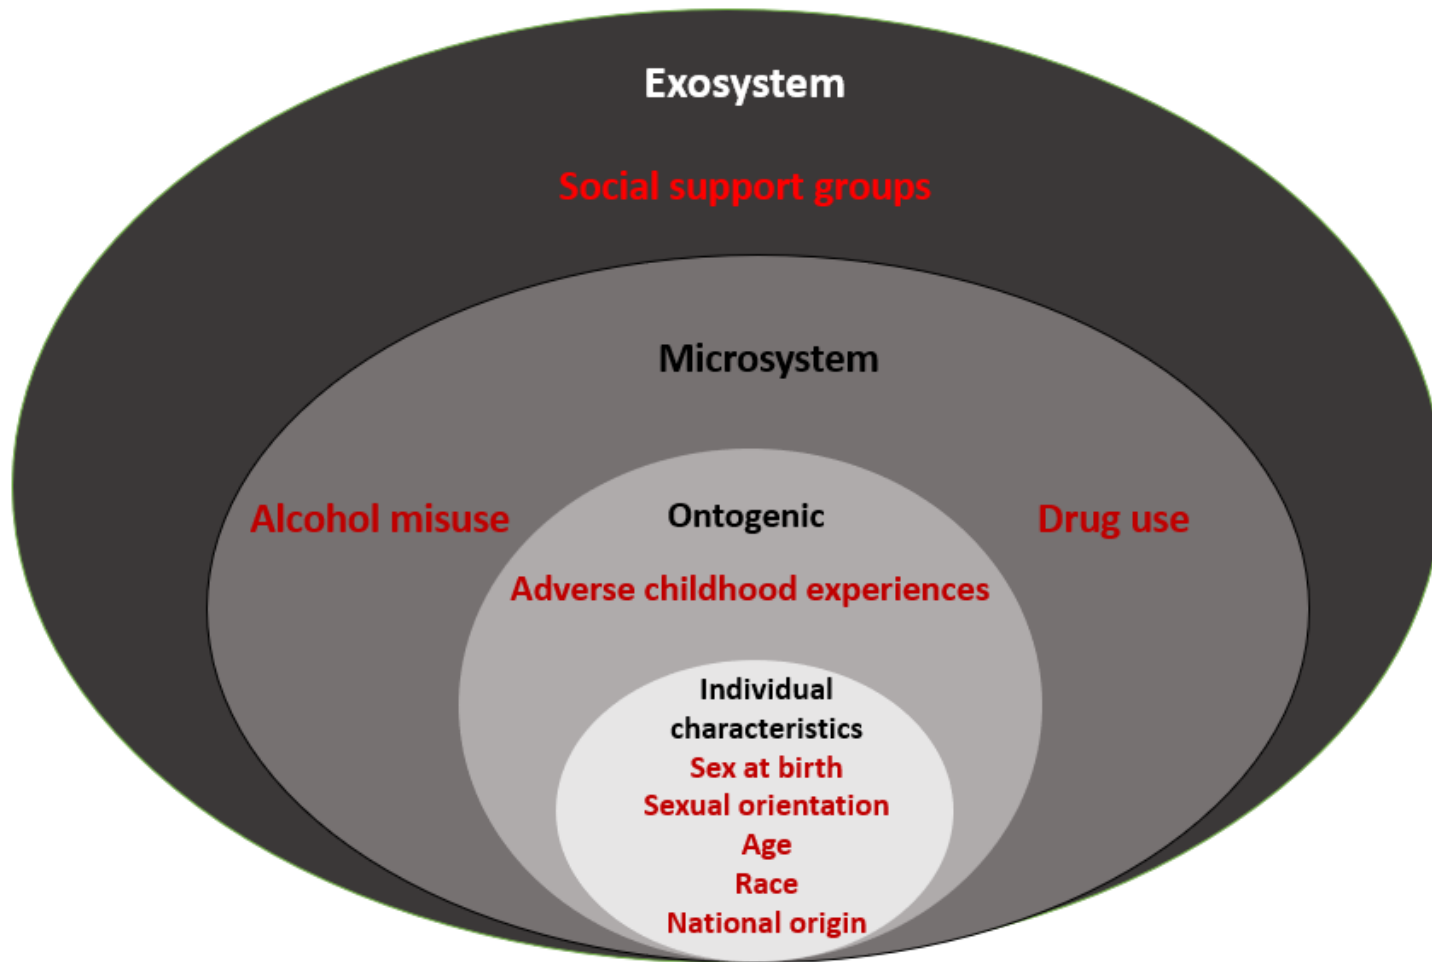 Exosystem
Social support groups
Microsystem
Alcohol misuse
Ontogenic
Drug use
Adverse childhood experiences
Individual
characteristics
Sex at birth
Sexual orientation
Age
Race
National origin